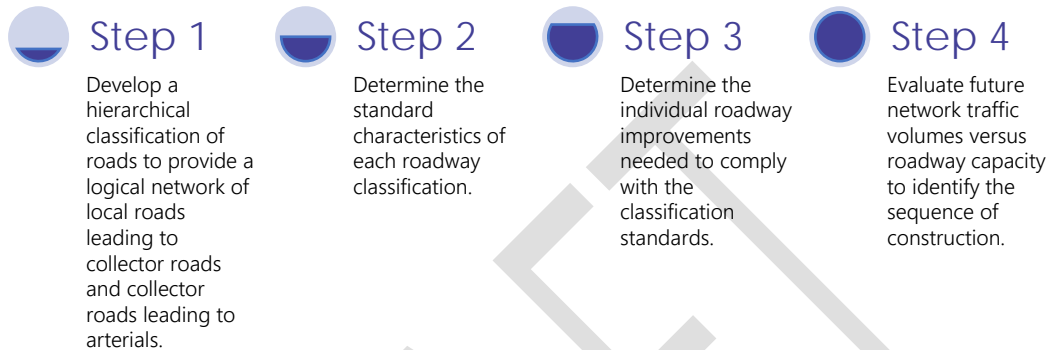 Step 1
Develop a
hierarchical
classification of
roads to provide a
logical network of
local roads
leading to
collector roads
and collector
roads leading to
arterials.
Step 2
Determine the
standard
characteristics of
each roadway
classification.
Step 3
Determine the
individual roadway
improvements
needed to comply
with the
classification
standards.
Step 4
Evaluate future
network traffic
volumes versus
roadway capacity
to identify the
sequence of
construction.